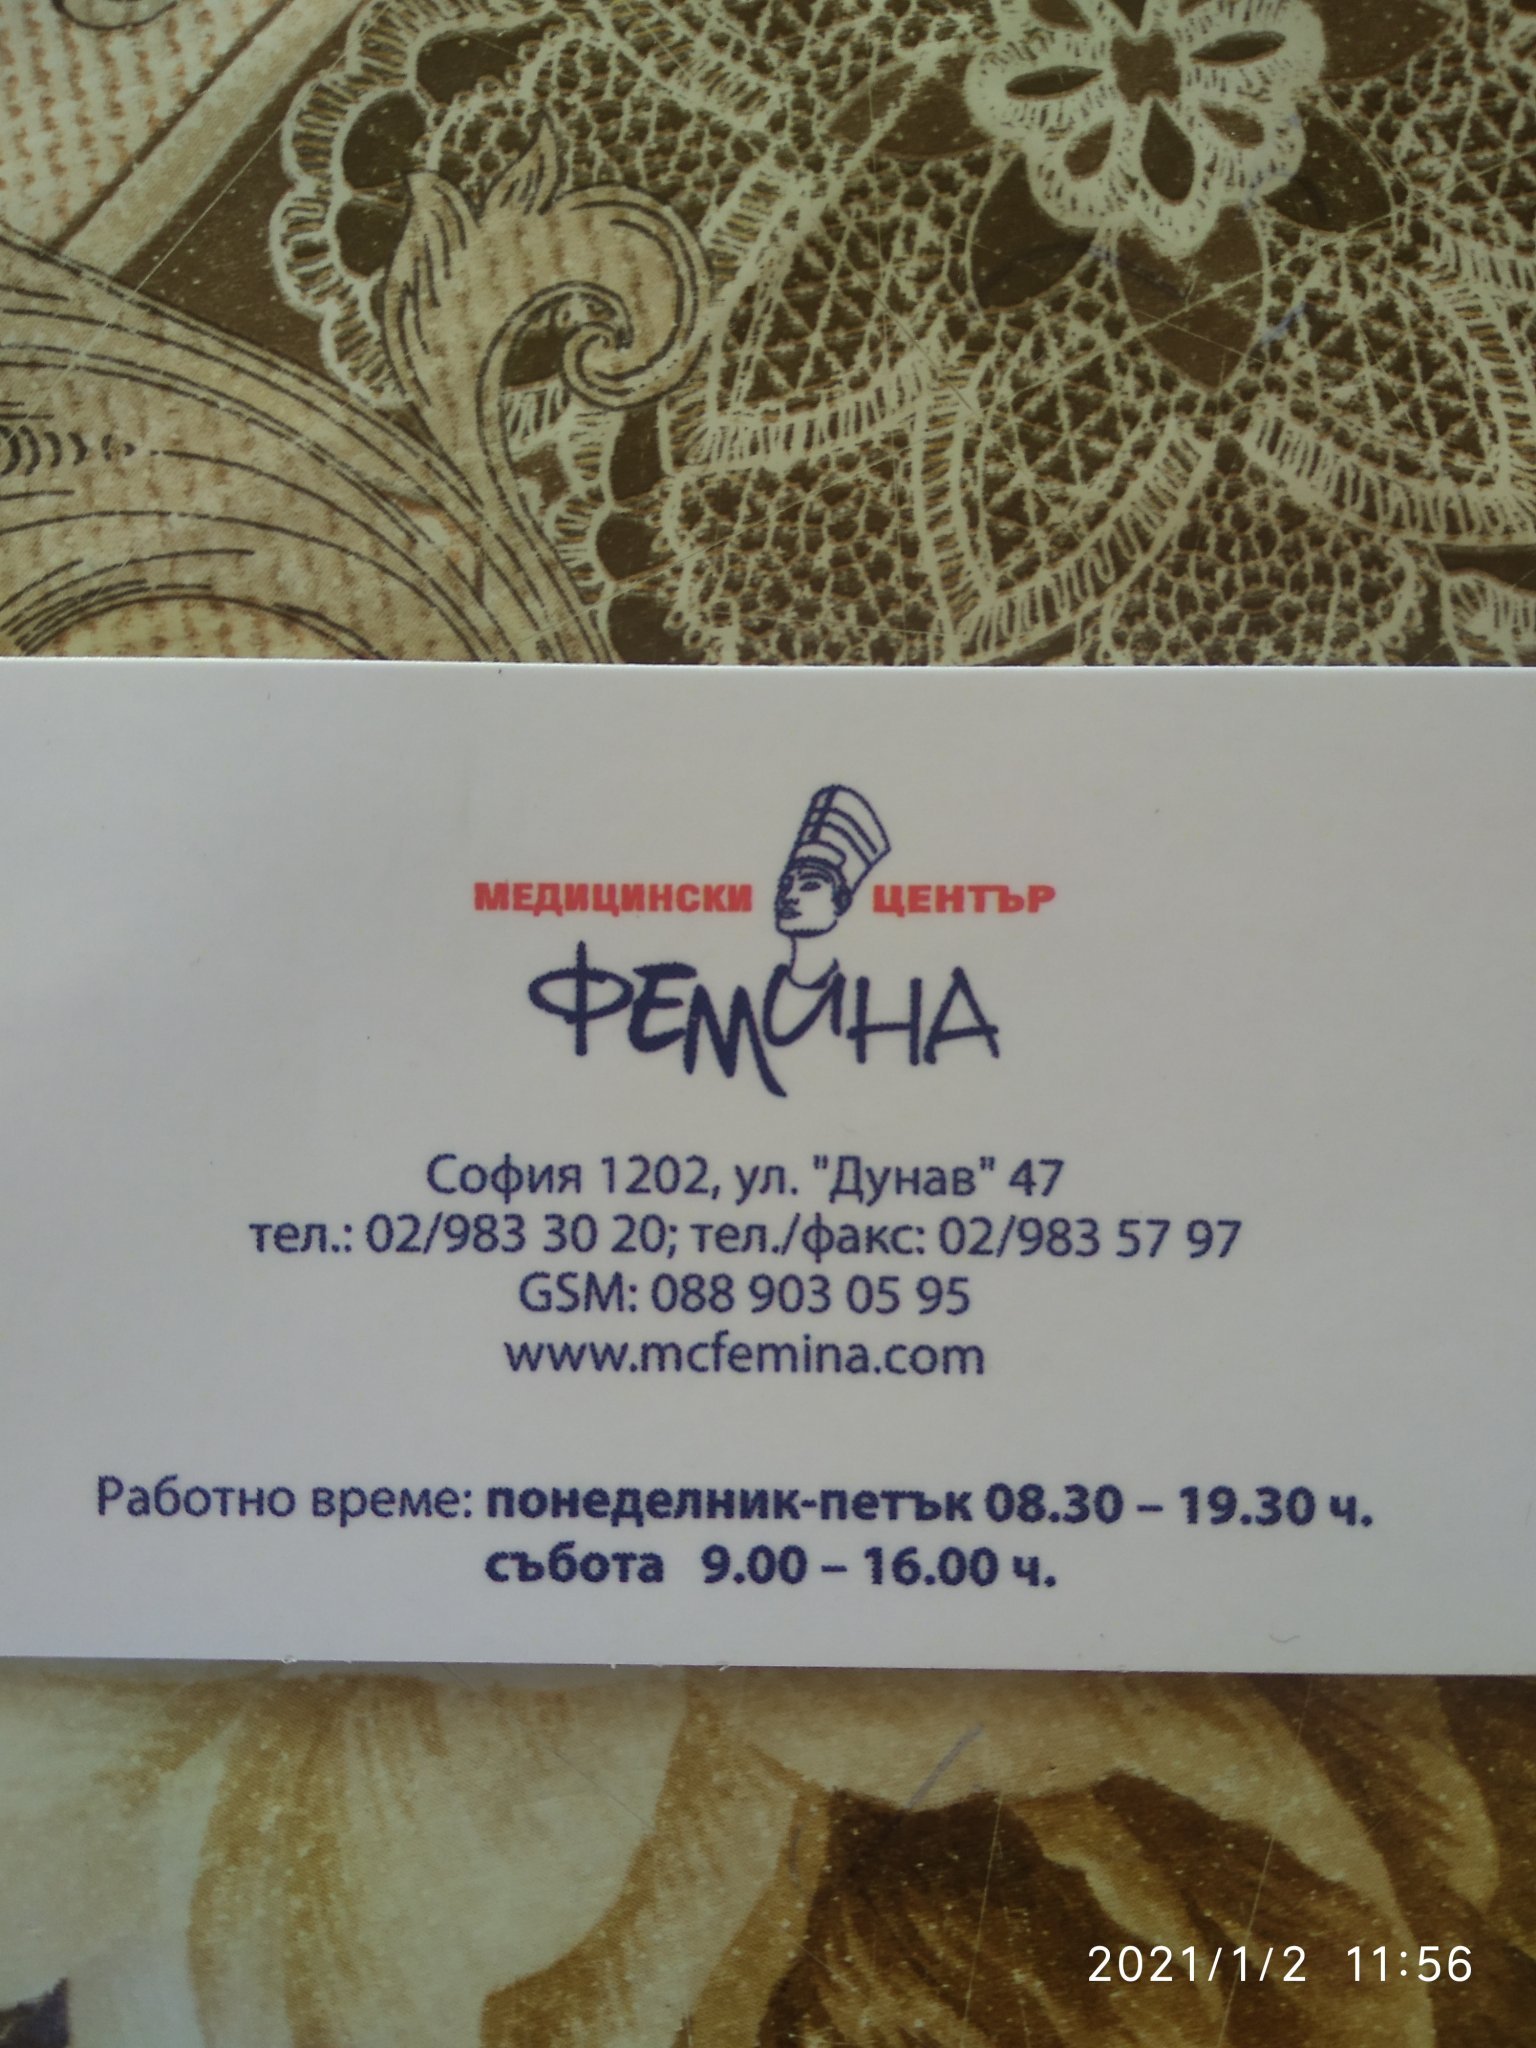 МЕДИЦИНСКИ ЦЕНТЪР
ФЕМИНА
София 1202, ул. "Дунав" 47
тел.: 02/983 30 20; тел./факс: 02/983 57 97
GSM: 088 903 05 95
www.mcfemina.com
Работно време: понеделник-петък 08.30 – 19.30 ч.
събота 9.00 – 16.00 ч.
2021/1/2 11:56